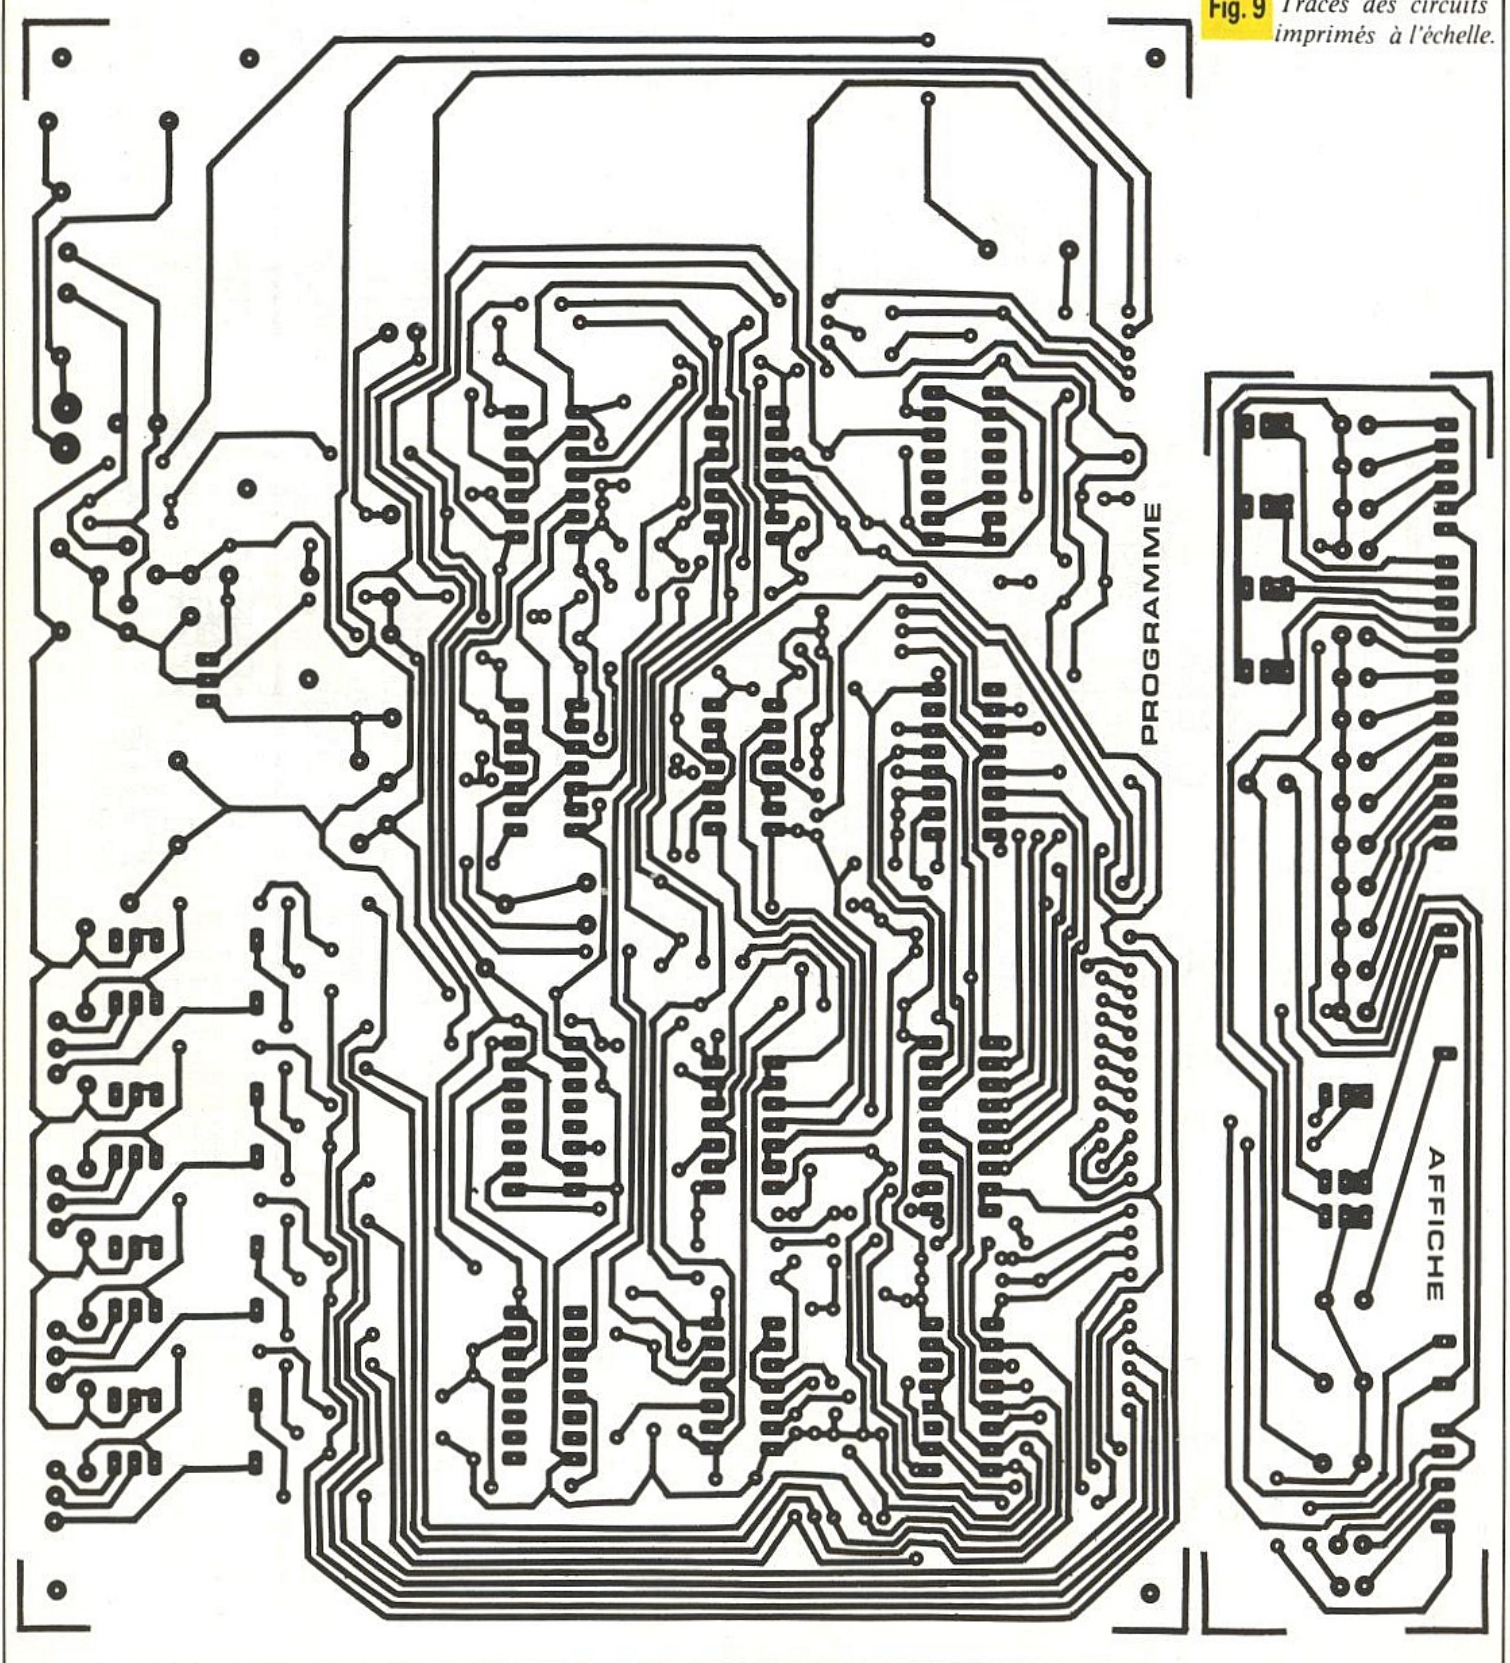 Fig. 9 Tracés des circuits
imprimés à l'échelle.
PROGRAMME
AFFICHE